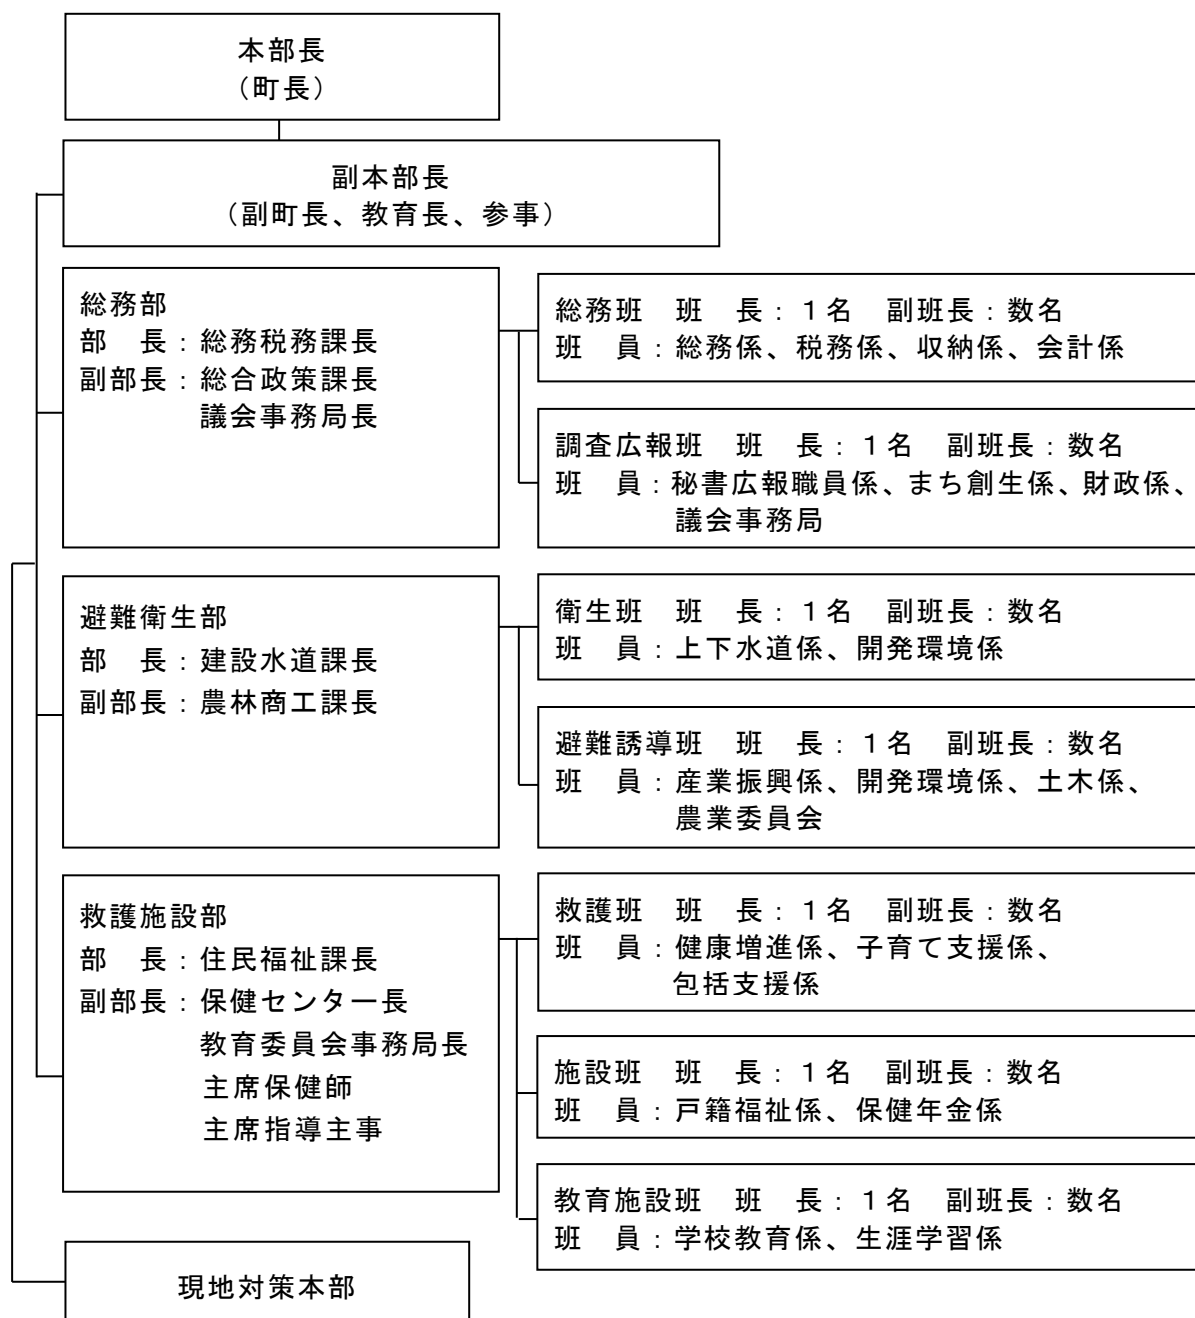 本部長
（町長）
副本部長
（副町長、教育長、参事）
総務部
部　長：総務税務課長
副部長：総合政策課長
議会事務局長
総務班　班　長：１名　副班長：数名
班　員：総務係、税務係、収納係、会計係
調査広報班　班　長：１名　副班長：数名
班　員：秘書広報職員係、まち創生係、財政係、
議会事務局
避難衛生部
部　長：建設水道課長
副部長：農林商工課長
衛生班　班　長：１名　副班長：数名
班　員：上下水道係、開発環境係
避難誘導班　班　長：１名　副班長：数名
班　員：産業振興係、開発環境係、土木係、
農業委員会
救護施設部
部　長：住民福祉課長
副部長：保健センター長
教育委員会事務局長
主席保健師
主席指導主事
救護班　班　長：１名　副班長：数名
班　員：健康増進係、子育て支援係、
包括支援係
施設班　班　長：１名　副班長：数名
班　員：戸籍福祉係、保健年金係
教育施設班　班　長：１名　副班長：数名
班　員：学校教育係、生涯学習係
現地対策本部